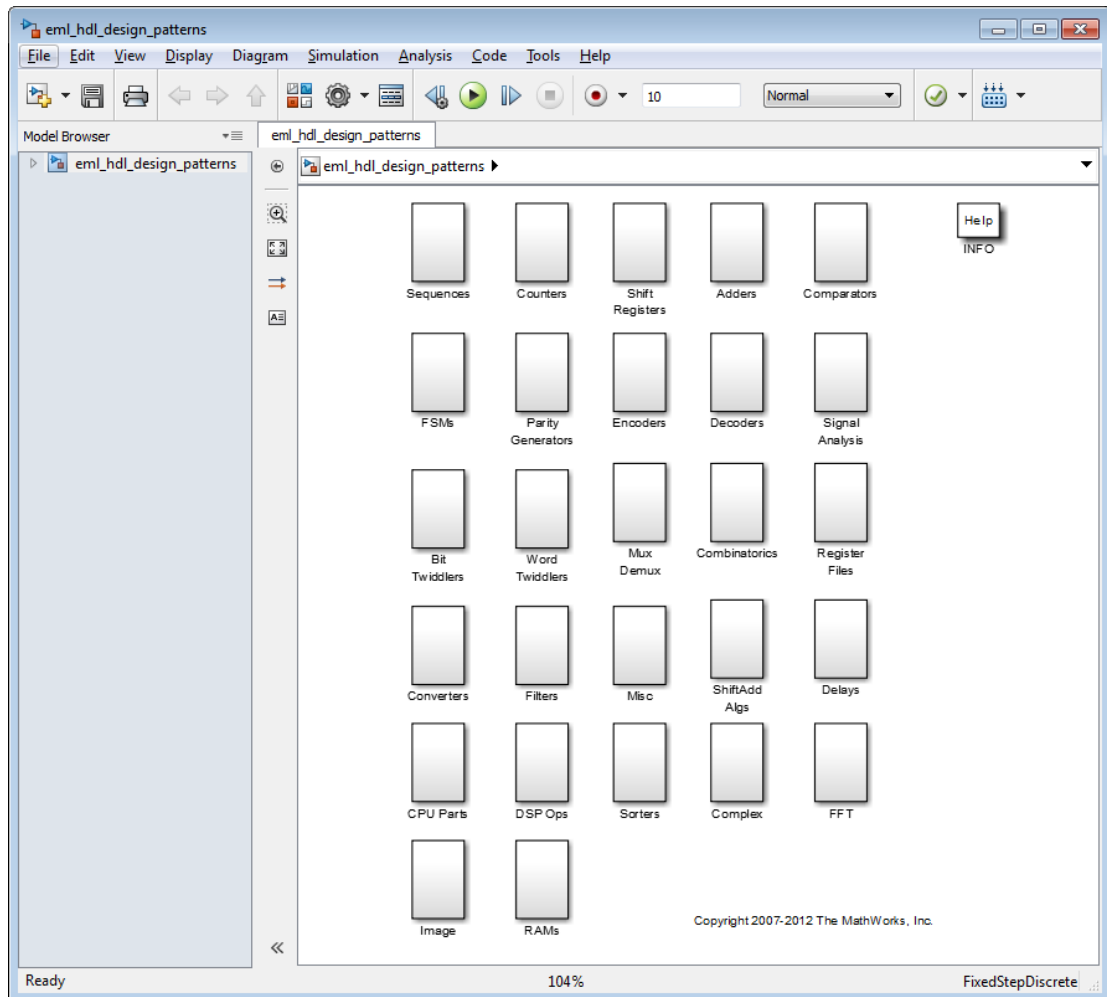 eml_hdl_design_patterns
File Edit View Display Diagram Simulation Analysis Code Tools Help
10 Normal
Model Browser
eml_hdl_design_patterns
eml_hdl_design_patterns
eml_hdl_design_patterns
Help
INFO
Sequences
Counters
Shift
Registers
Adders
Comparators
FSMs
Parity
Generators
Encoders
Decoders
Signal
Analysis
Bit
Twiddlers
Word
Twiddlers
Mux
Demux
Combinatorics
Register
Files
Converters
Filters
Misc
ShiftAdd
Algs
Delays
CPU Parts
DSP Ops
Sorters
Complex
FFT
Image
RAMs
Copyright 2007-2012 The MathWorks, Inc.
Ready 104% FixedStepDiscrete